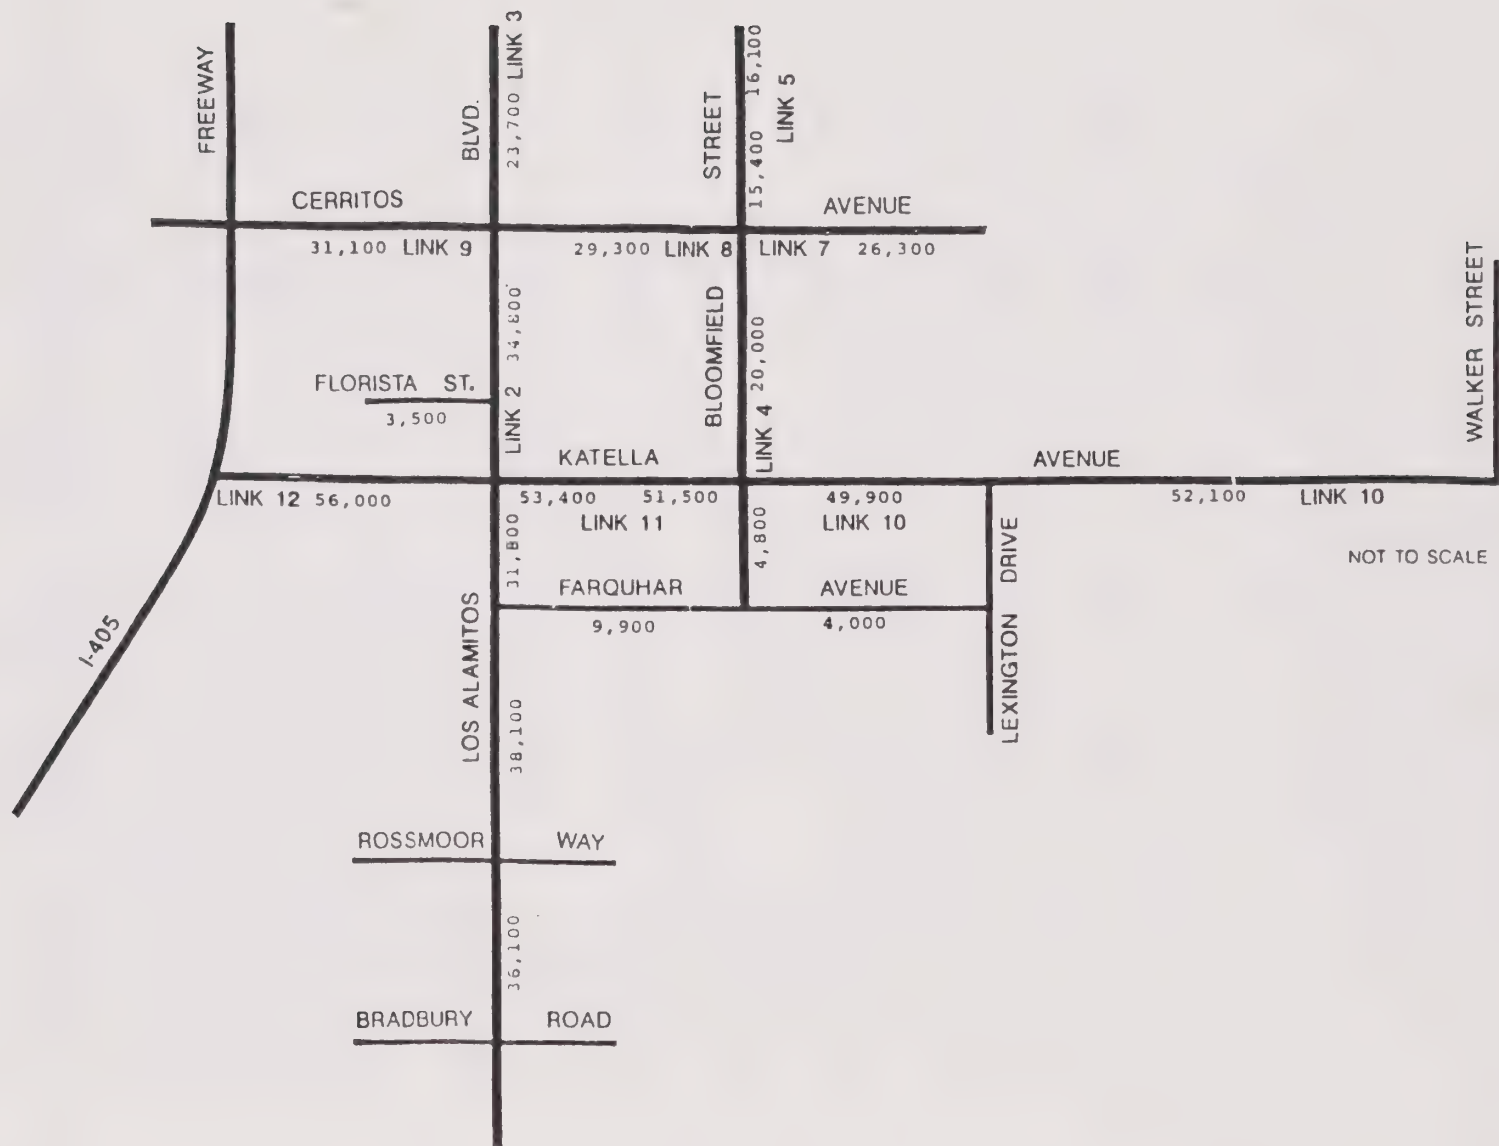 FREEWAY
BLVD.
23,700 LINK 3
STREET
15,400 16,100
LINK 5
CERRITOS
AVENUE
31,100 LINK 9
29,300 LINK 8
LINK 7 26,300
WALKER STREET
LINK 2 34,800
BLOOMFIELD
LINK 4 20,000
FLORISTA ST.
3,500
KATELLA
AVENUE
LINK 12 56,000
53,400 51,500
LINK 11
49,900
LINK 10
52,100 LINK 10
31,800
4,800
LEXINGTON DRIVE
NOT TO SCALE
FARQUHAR
AVENUE
9,900
4,000
I-405
LOS ALAMITOS
38,100
ROSSMOOR WAY
36,100
BRADBURY ROAD